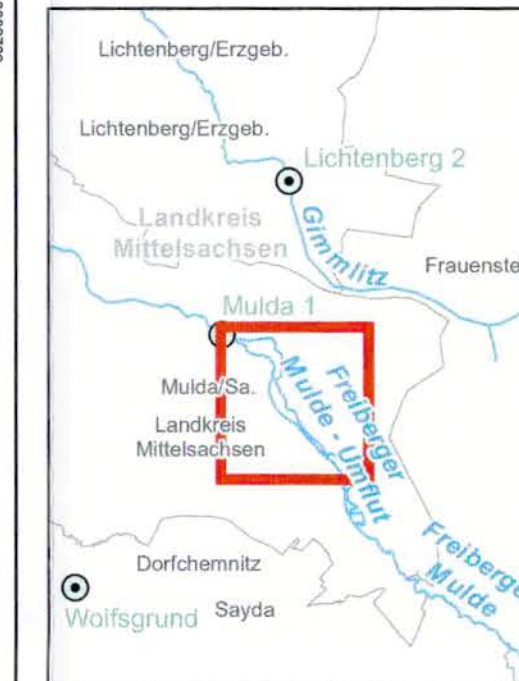 Lichtenberg/Erzgeb.
Lichtenberg/Erzgeb.
Lichtenberg 2
Landkreis
Mittelsachsen
Gimmlitz
Frauenste
Mulda 1
Mulda/Sa.
Landkreis
Mittelsachsen
Freiberger
Mulde - Umflut
Freiberge
Mulde
Dorfchemnitz
Wolfsgrund
Sayda